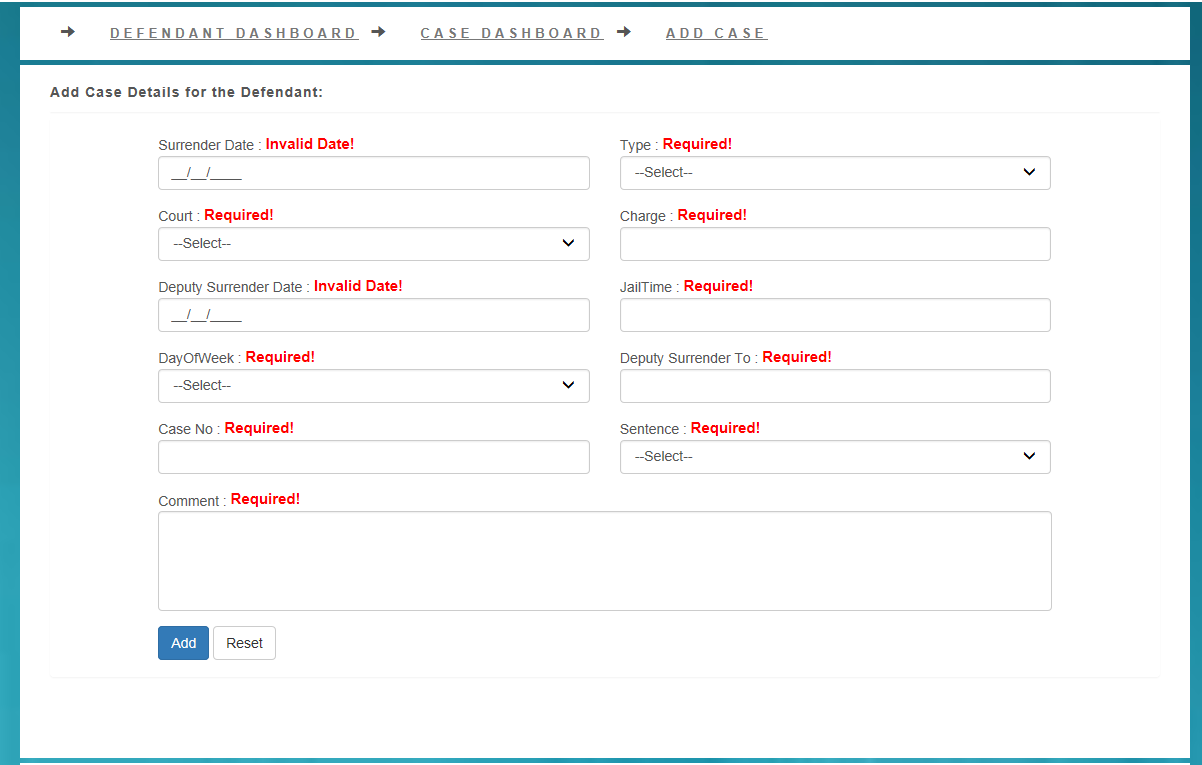 DEFENDANT DASHBOARD CASE DASHBOARD ADD CASE
Add Case Details for the Defendant:
Surrender Date : Invalid Date!
__/__/____
Type : Required!
--Select--
Court : Required!
--Select--
Charge : Required!
Deputy Surrender Date : Invalid Date!
__/__/____
JailTime : Required!
DayOfWeek : Required!
--Select--
Deputy Surrender To : Required!
Case No : Required!
Sentence : Required!
--Select--
Comment : Required!
Add Reset